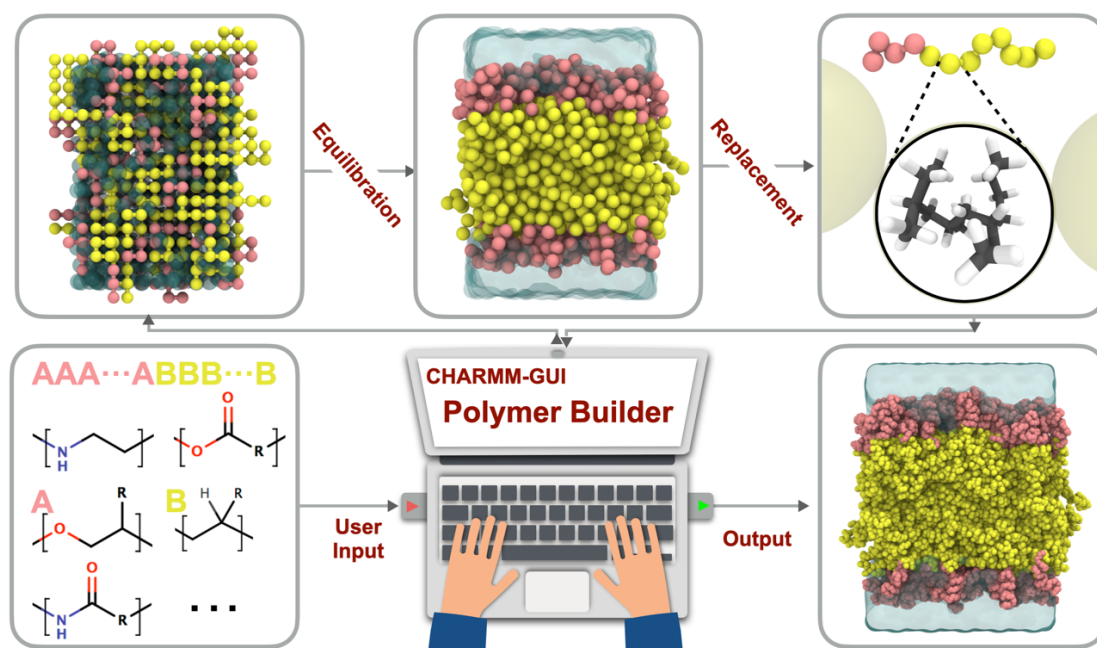 Equilibration
Replacement
AAA···ABBB···B
N
H
O
O
R
CHARMM-GUI
Polymer Builder
A
O
R
B
H
R
N
H
O
R
...
User
Input
Output